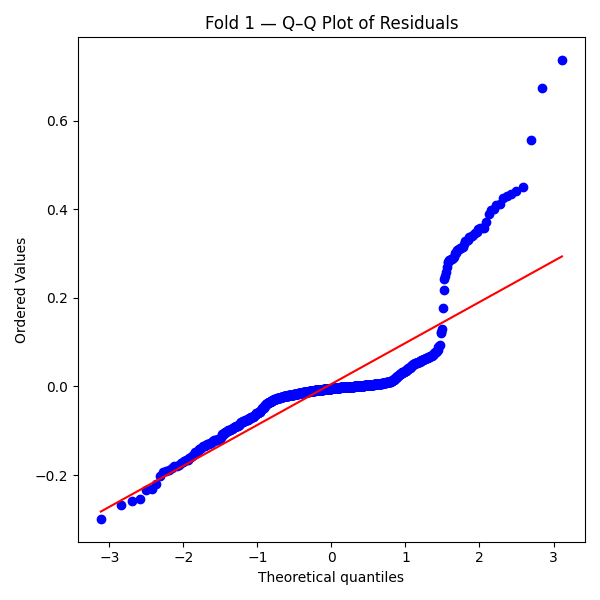 Fold 1 — Q–Q Plot of Residuals
Ordered Values
0.6
0.4
0.2
0.0
−0.2
−3 −2 −1 0 1 2 3
Theoretical quantiles